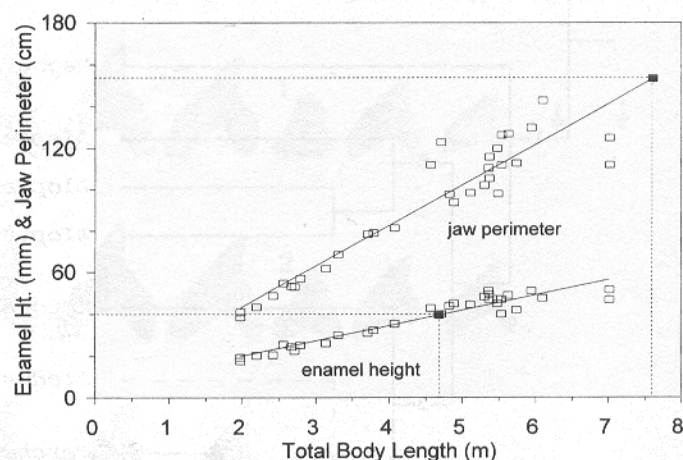 Enamel Ht. (mm) & Jaw Perimeter (cm)
180
120
60
0
jaw perimeter
enamel height
0 1 2 3 4 5 6 7 8
Total Body Length (m)